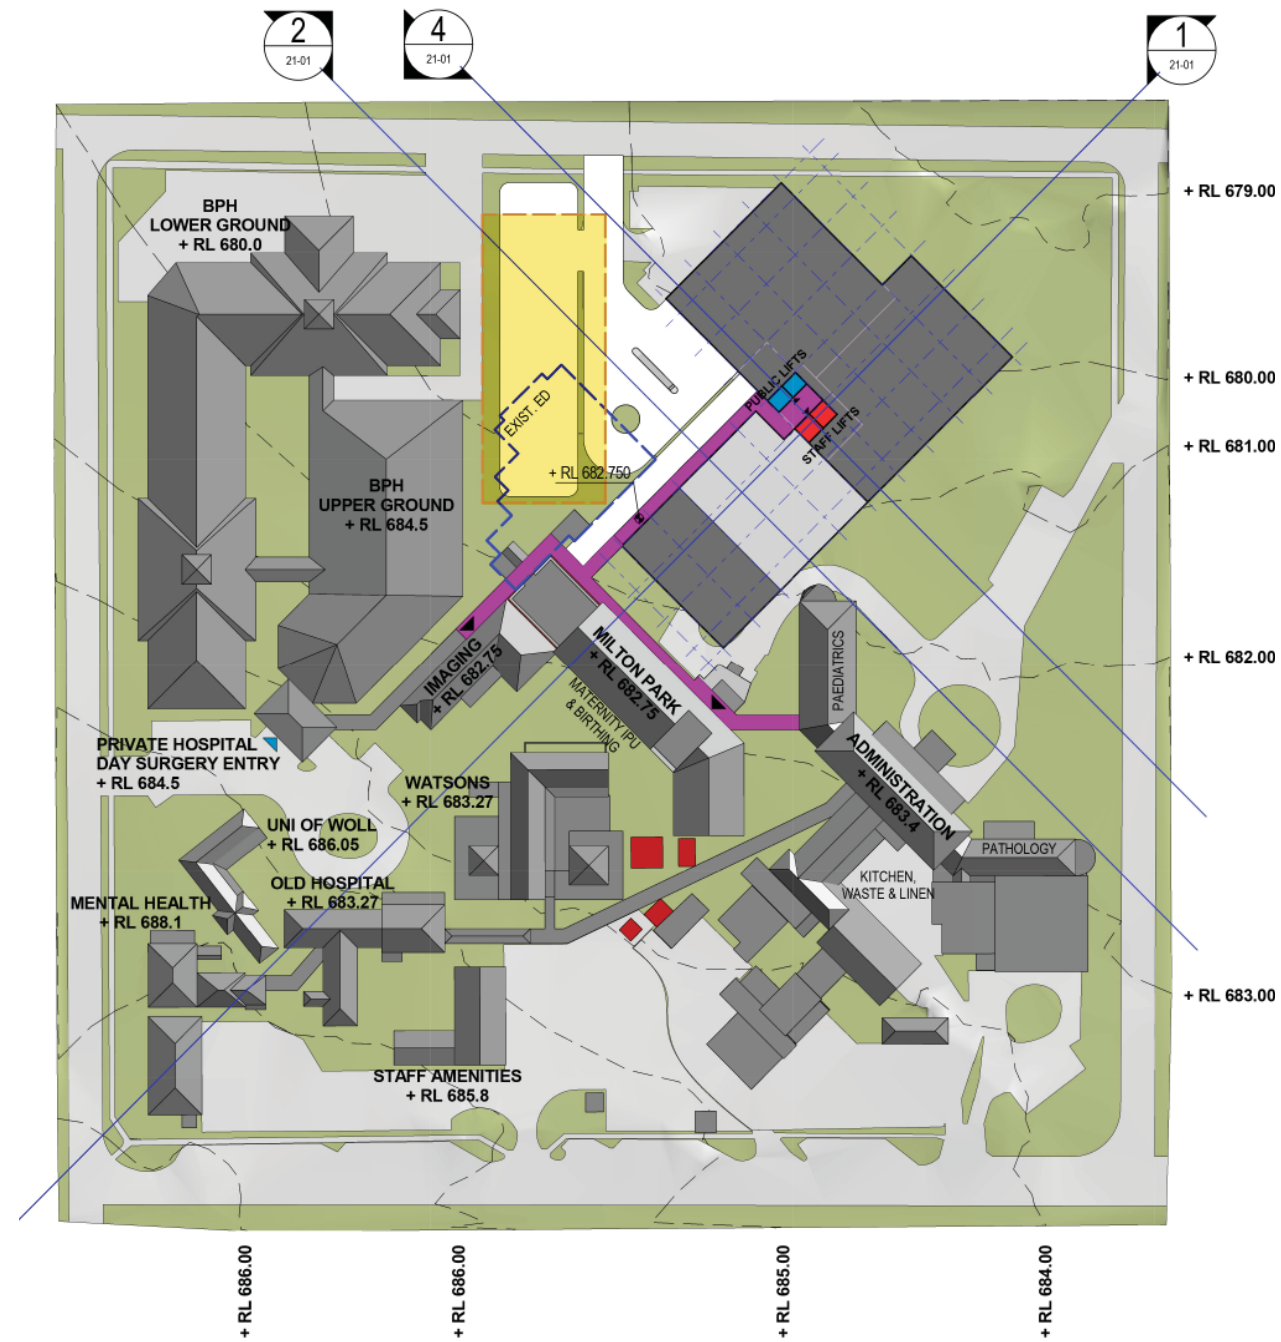 2
21-01
4
21-01
1
21-01
+ RL 679.00
BPH
LOWER GROUND
+ RL 680.0
+ RL 680.00
PUBLIC LIFTS
STAFF LIFTS
EXIST. ED
+ RL 681.00
+ RL 682.750
BPH
UPPER GROUND
+ RL 684.5
IMAGING
+ RL 682.75
MILTON PARK
+ RL 682.75
MATERNITY IPU
& BIRTHING
PAEDIATRICS
+ RL 682.00
PRIVATE HOSPITAL
DAY SURGERY ENTRY
+ RL 684.5
WATSONS
+ RL 683.27
ADMINISTRATION
+ RL 683.4
UNI OF WOLL
+ RL 686.05
PATHOLOGY
KITCHEN,
WASTE & LINEN
OLD HOSPITAL
+ RL 683.27
MENTAL HEALTH
+ RL 688.1
+ RL 683.00
STAFF AMENITIES
+ RL 685.8
+ RL 686.00
+ RL 686.00
+ RL 685.00
+ RL 684.00